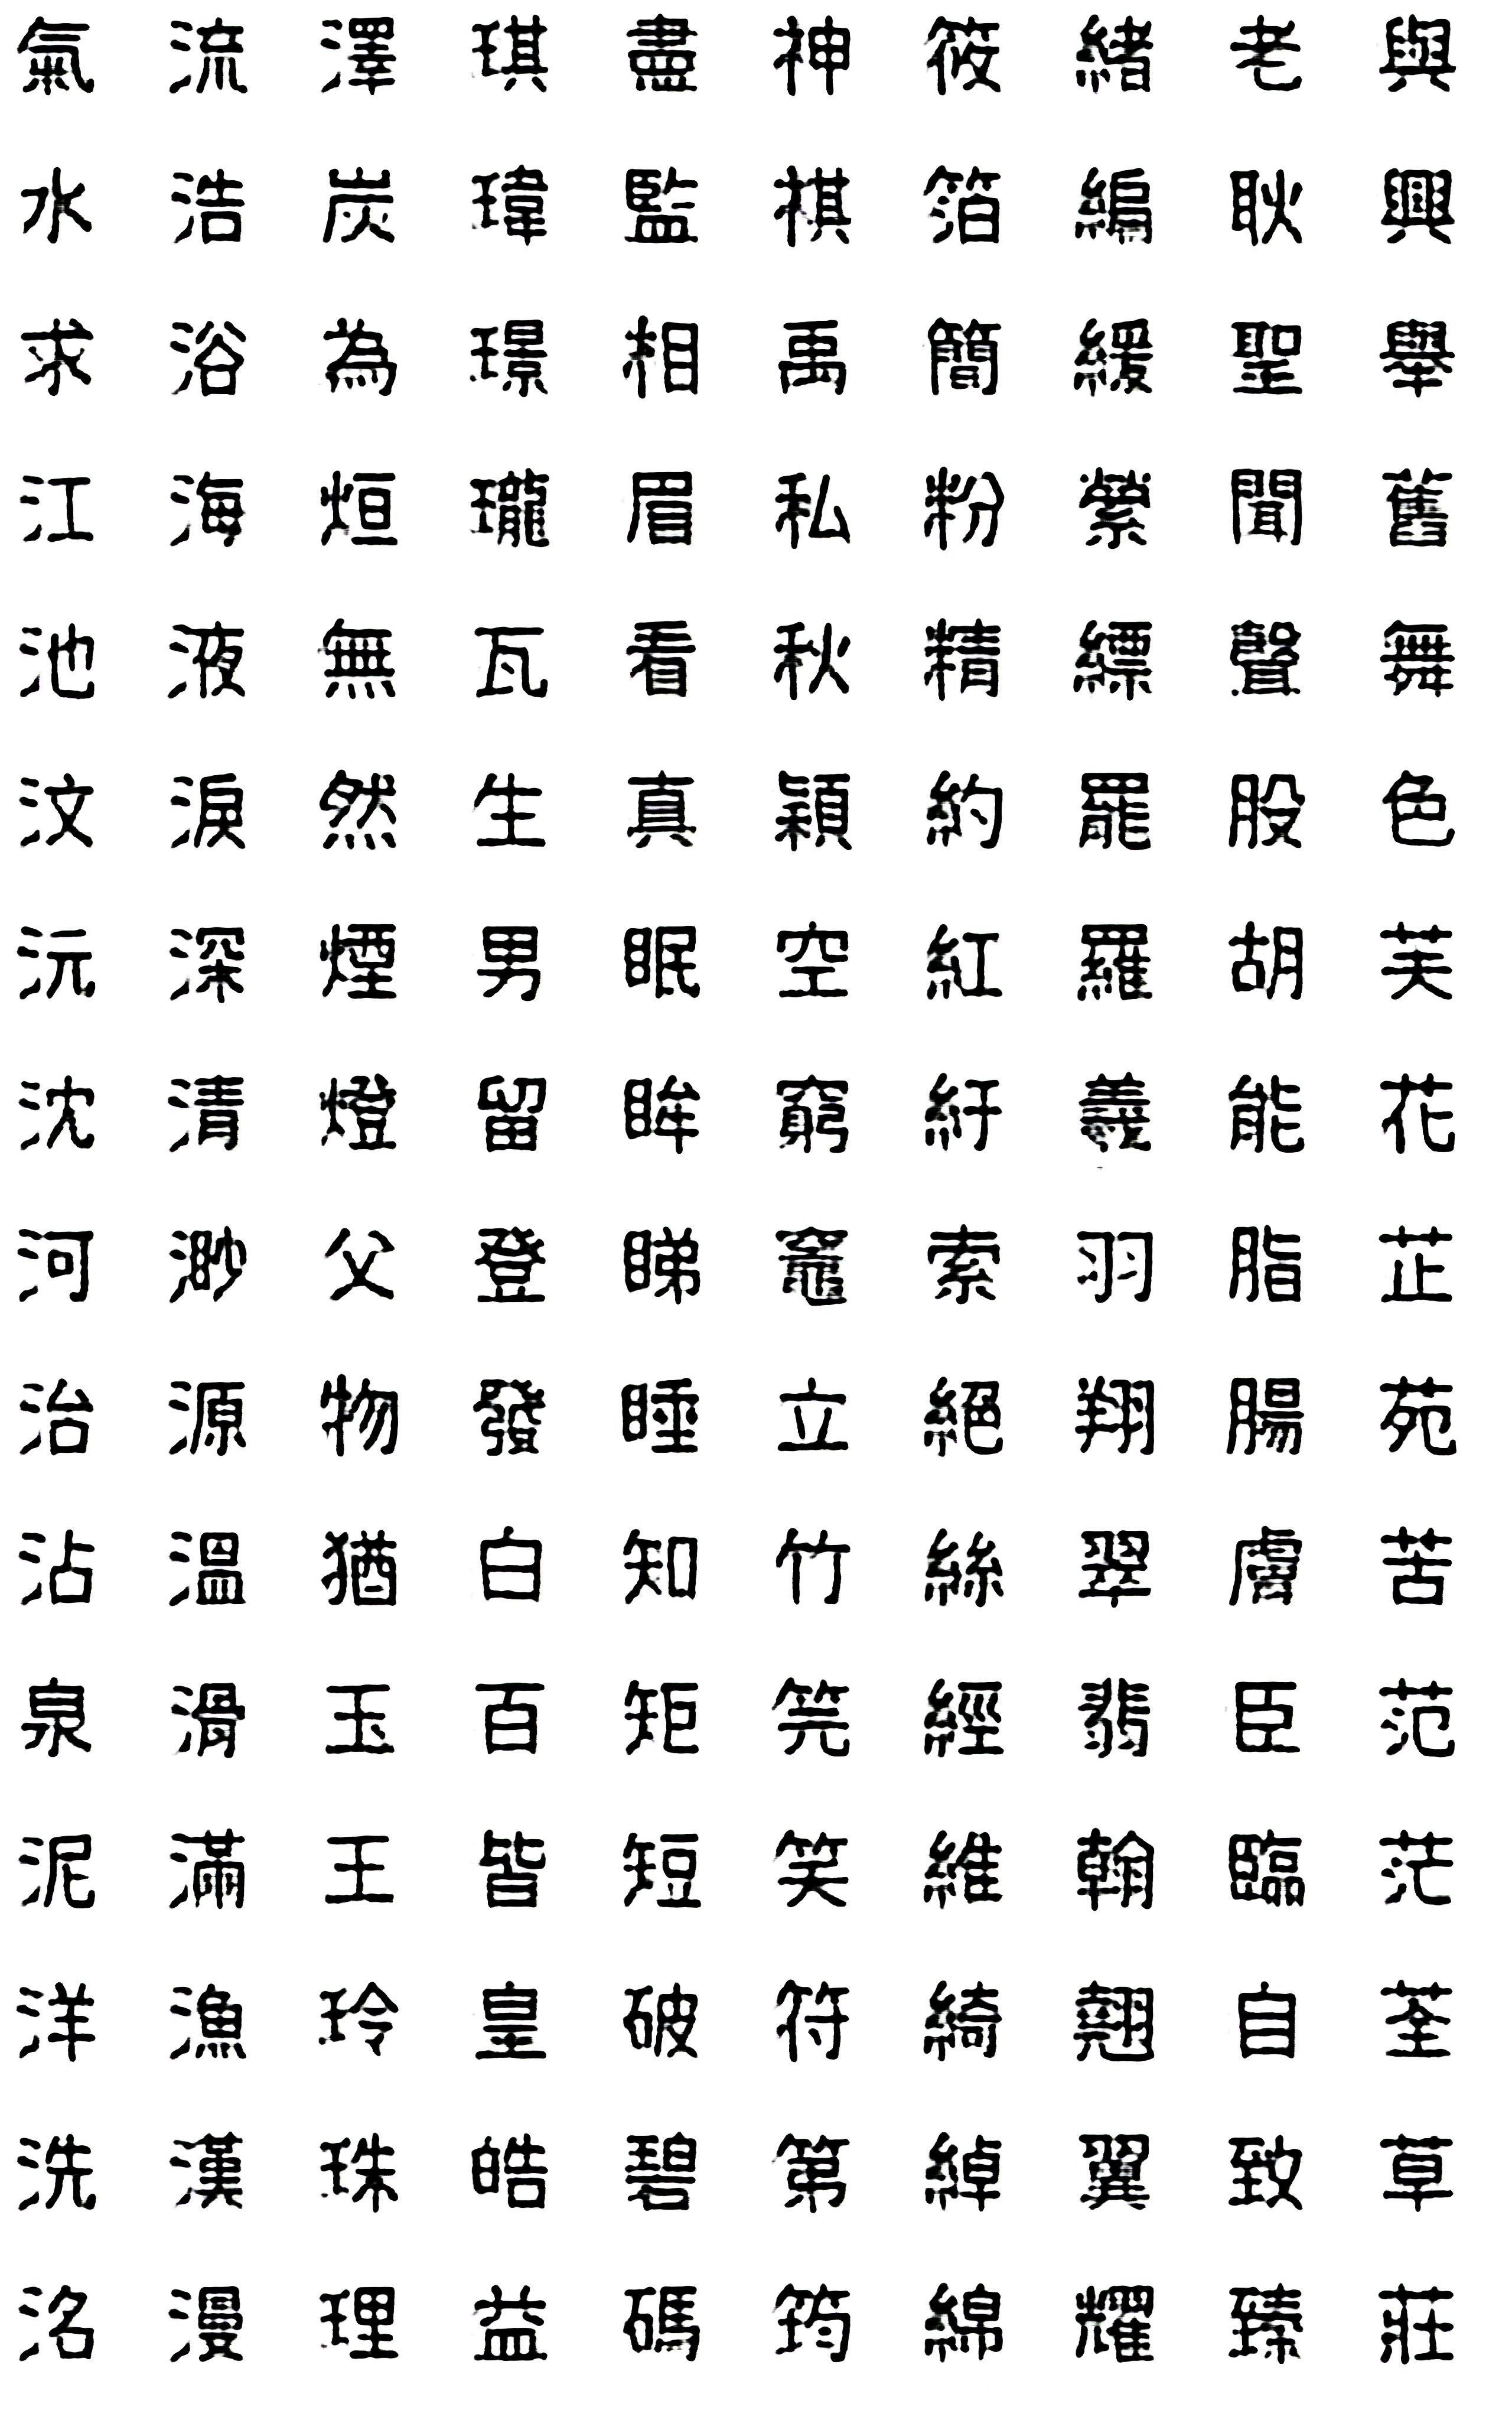 氣流澤琪盡神筱緒老與
水浩炭瑋監祺箔編耿興
求浴為璟相禹簡緩聖舉
江海烜瓏眉私粉縈聞舊
池液無瓦看秋精縹聲舞
汶淚然生真穎約罷股色
沅深煙男眠空紅羅胡芙
沈清燈留眸窮紆羲能花
河渺父登睇竈索羽脂芷
治源物發睡立絕翔腸苑
沾溫猶白知竹絲翠膚苦
泉滑玉百矩筦經翡臣范
泥滿王皆短笑維翰臨茫
洋漁玲皇破符綺翹自荃
洗漢珠皓碧第綽翼致草
洺漫理益碼筠綿耀臻莊